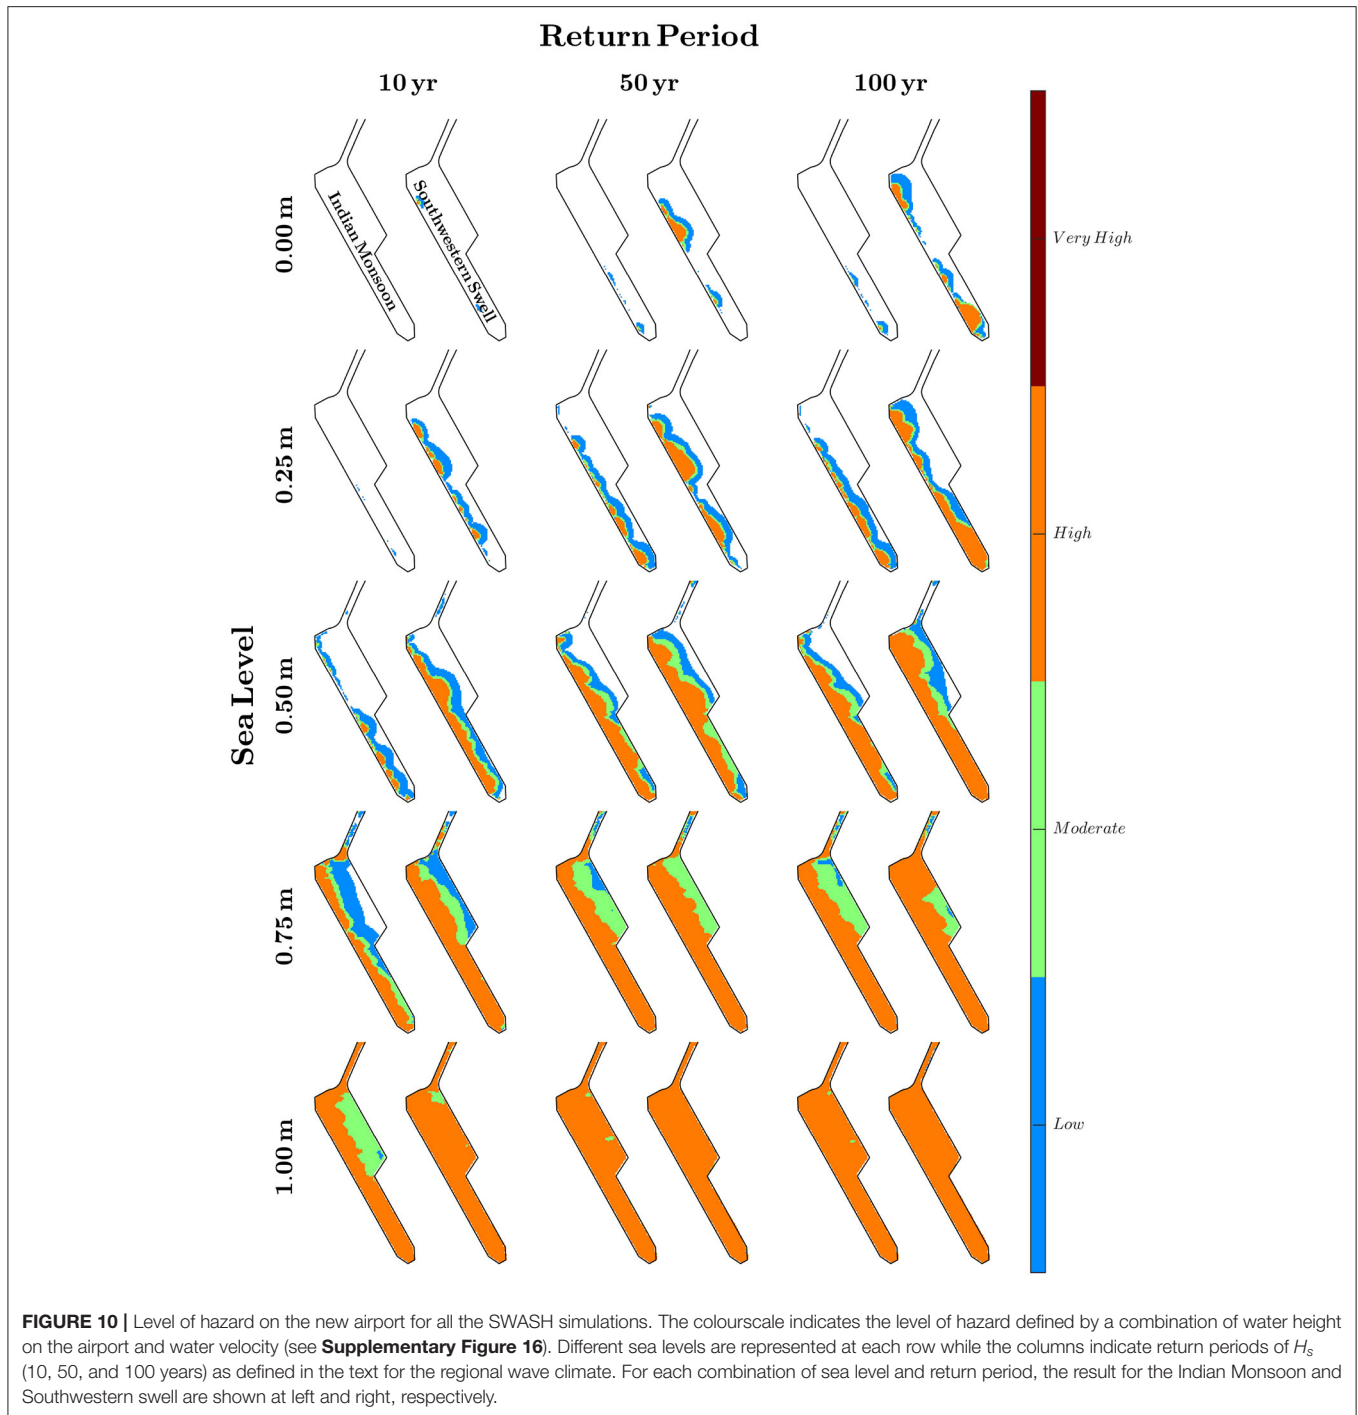 Return Period
10 yr
50 yr
100 yr
Sea Level
0.00 m
Indian Monsoon
Southwestern Swell
0.25 m
0.50 m
0.75 m
1.00 m
Very High
High
Moderate
Low
FIGURE 10 | Level of hazard on the new airport for all the SWASH simulations. The colourscale indicates the level of hazard defined by a combination of water height
on the airport and water velocity (see Supplementary Figure 16). Different sea levels are represented at each row while the columns indicate return periods of Hs
(10, 50, and 100 years) as defined in the text for the regional wave climate. For each combination of sea level and return period, the result for the Indian Monsoon and
Southwestern swell are shown at left and right, respectively.